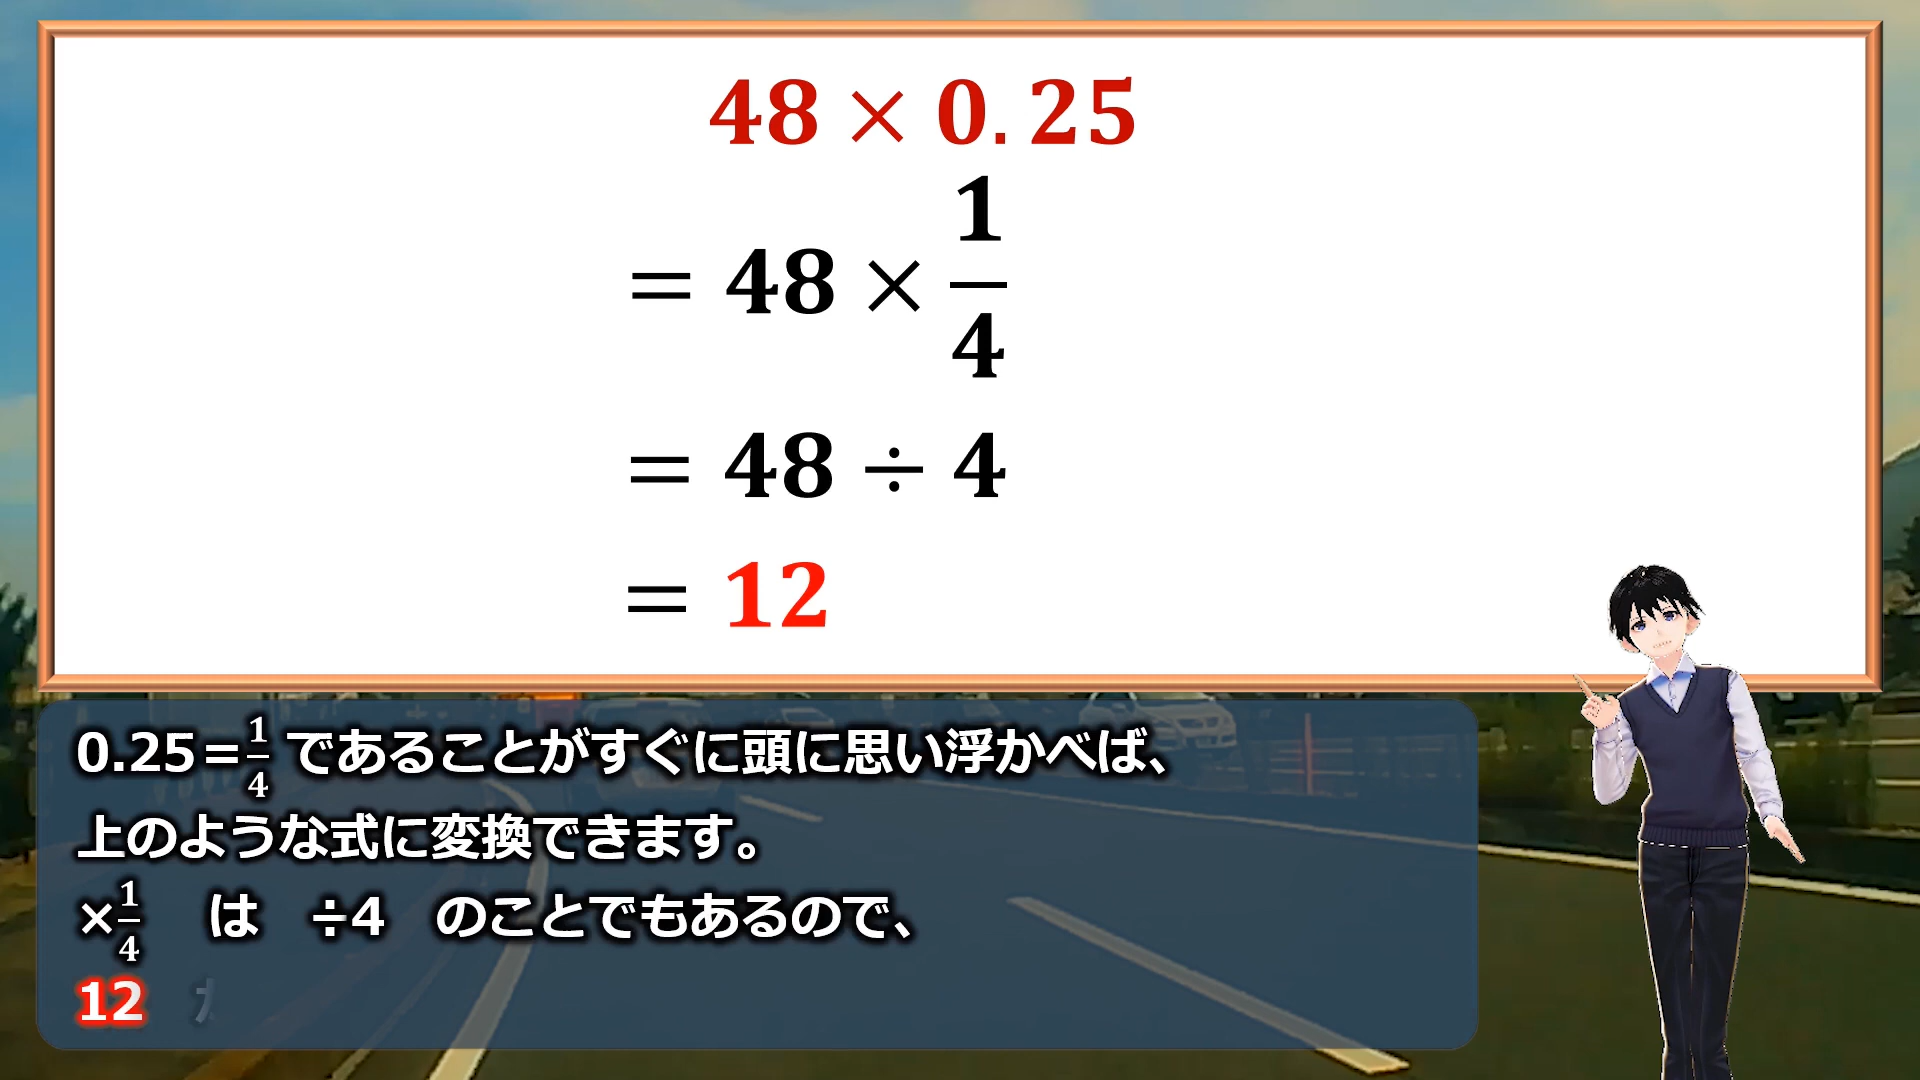 48 × 0.25
= 48 × 1/4
= 48 ÷ 4
= 12
0.25=1/4 であることがすぐに頭に思い浮かべば、
上のような式に変換できます。
×1/4 は ÷4 のことでもあるので、
12